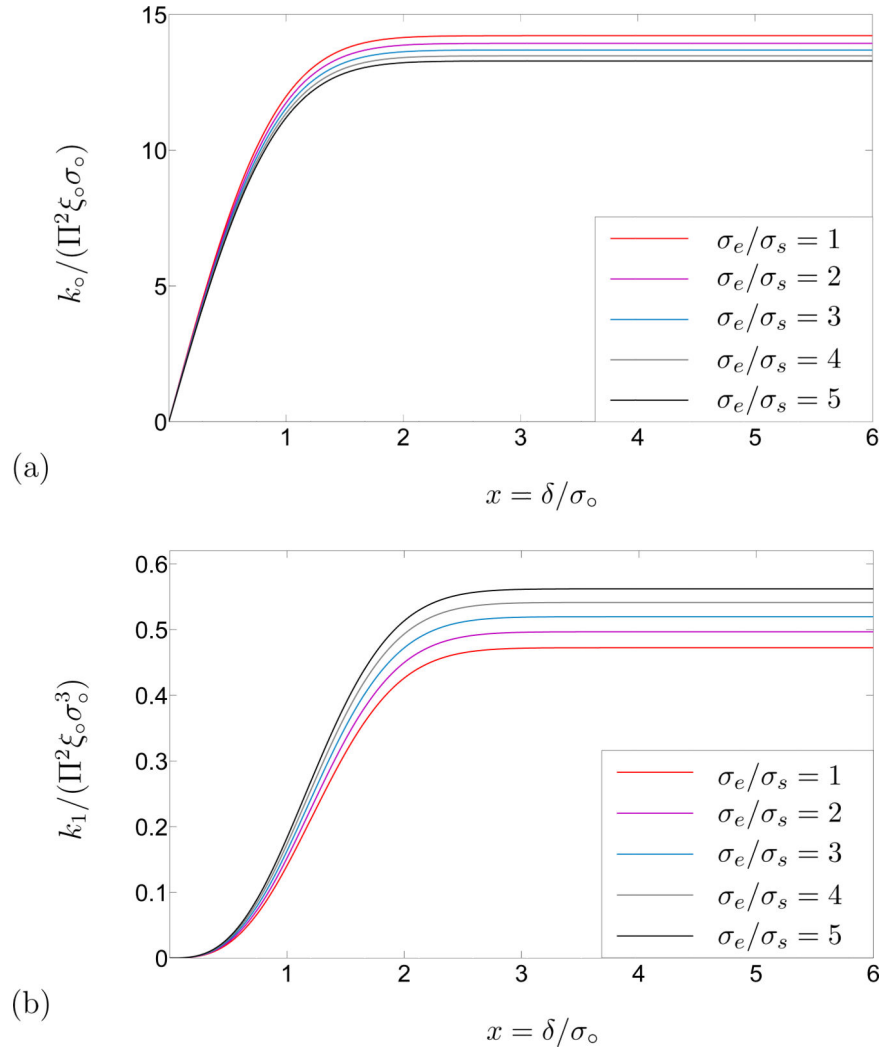 15
10
5
0
1
2
3
4
5
6
k∘/(Π²ξ∘σ∘)
σₑ/σₛ = 1
σₑ/σₛ = 2
σₑ/σₛ = 3
σₑ/σₛ = 4
σₑ/σₛ = 5
(a)
x = δ/σ∘
0.6
0.5
0.4
0.3
0.2
0.1
0
1
2
3
4
5
6
k₁/(Π²ξ∘σ∘³)
σₑ/σₛ = 1
σₑ/σₛ = 2
σₑ/σₛ = 3
σₑ/σₛ = 4
σₑ/σₛ = 5
(b)
x = δ/σ∘